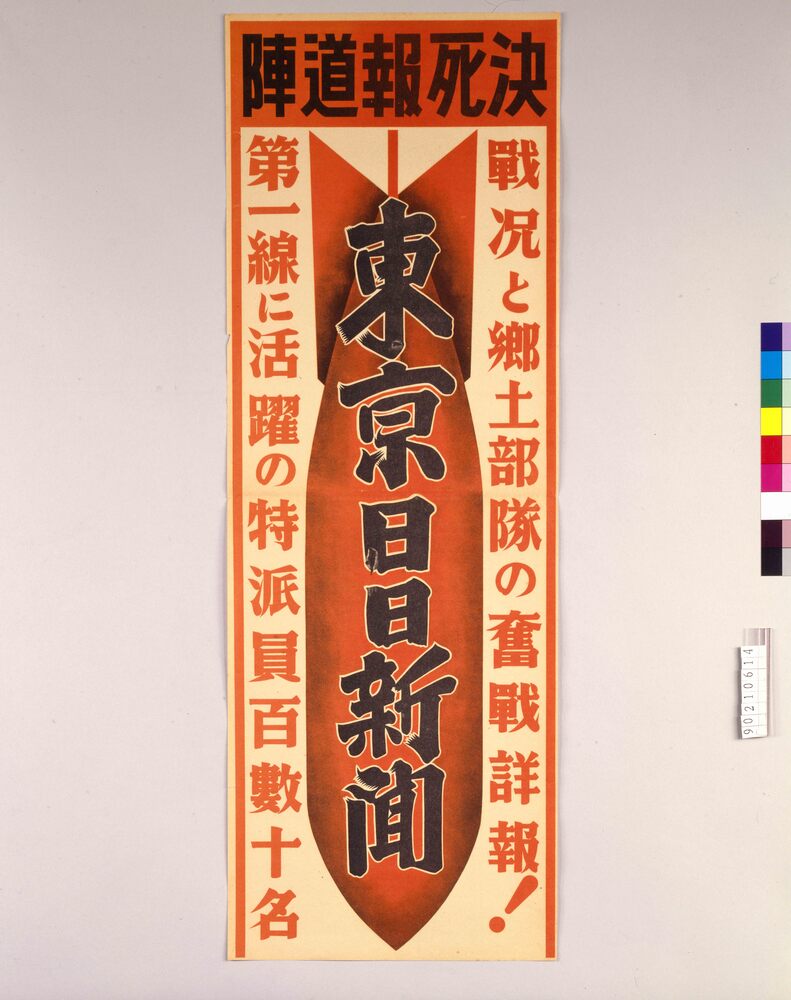 決死報道陣
戰況と鄕土部隊の奮戰詳報！
東京日日新聞
第一線に活躍の特派員百數十名
90210614